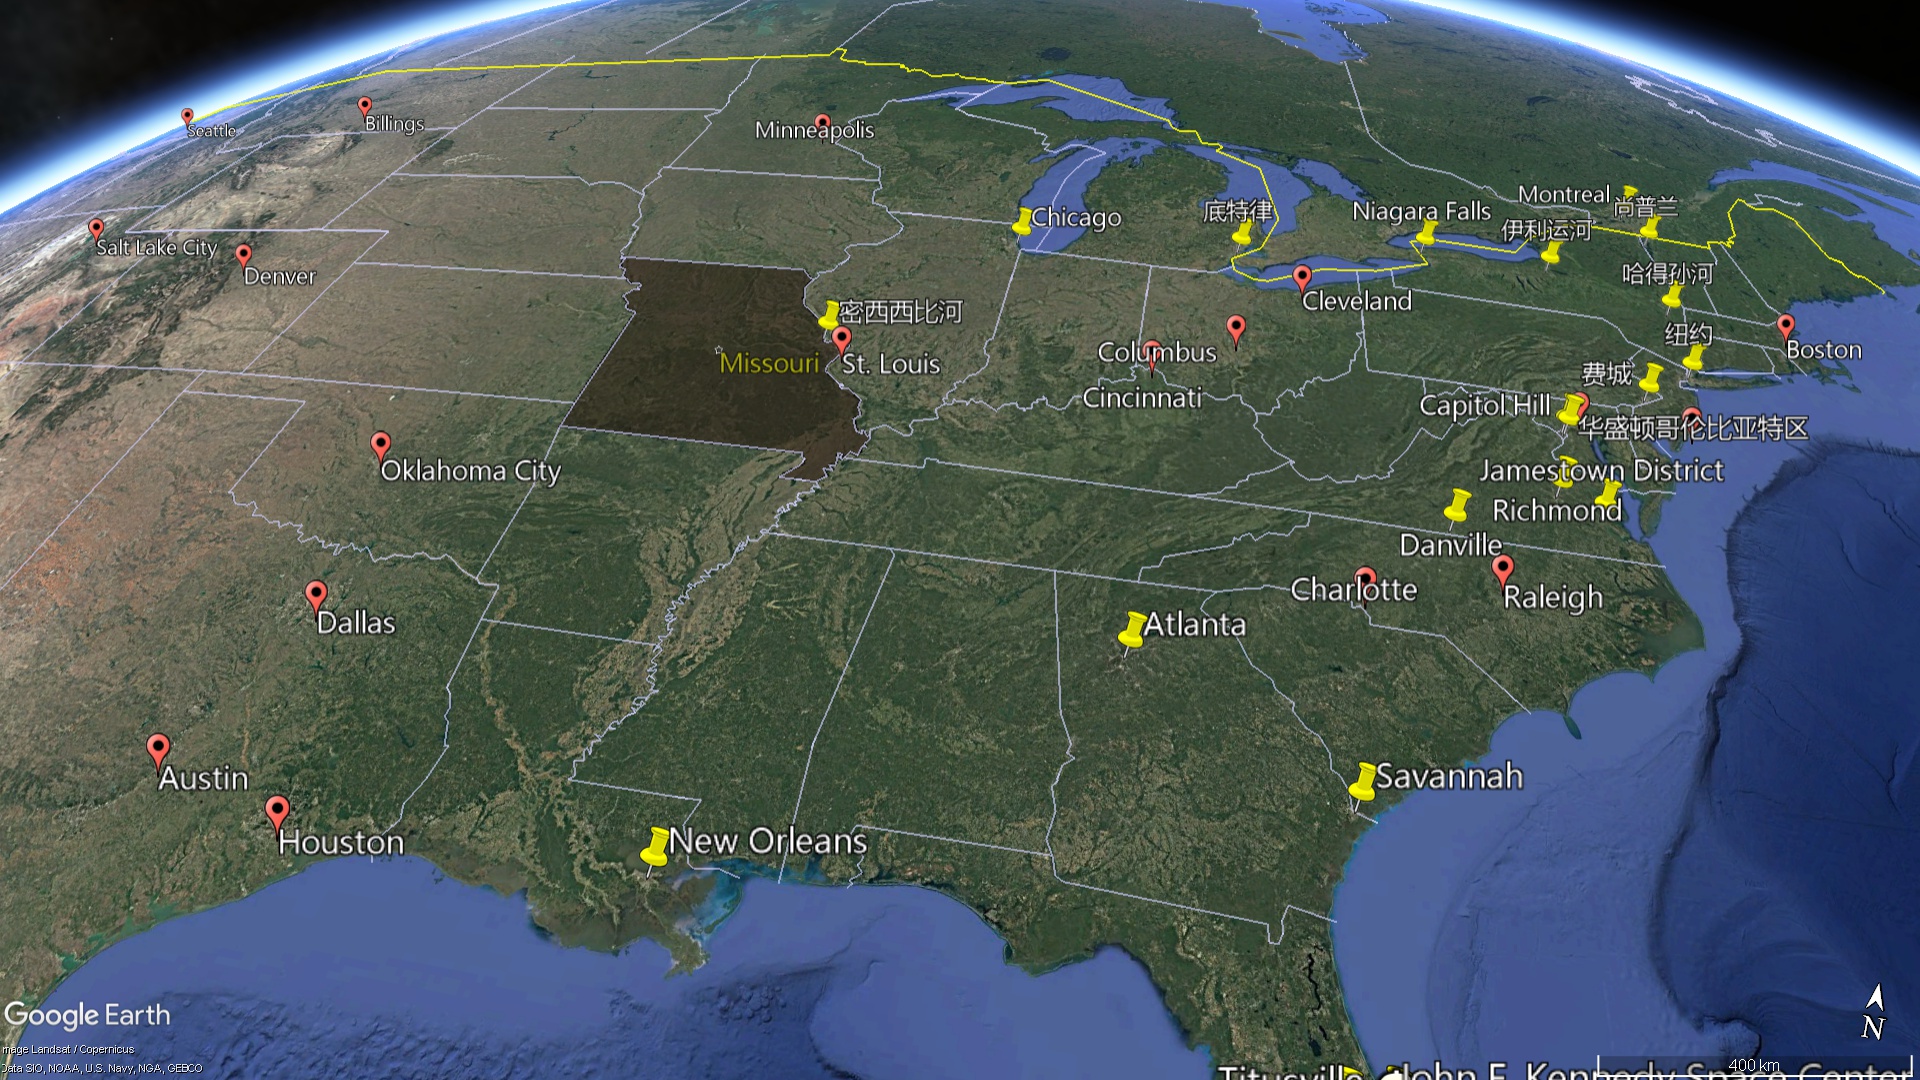 Seattle
Billings
Minneapolis
Montreal
尚普兰
底特律
Niagara Falls
Chicago
伊利运河
Salt Lake City
Denver
哈得孙河
Cleveland
密西西比河
纽约
Boston
Missouri
St. Louis
Columbus
费城
Cincinnati
Capitol Hill
华盛顿哥伦比亚特区
Oklahoma City
Jamestown District
Richmond
Danville
Charlotte
Raleigh
Dallas
Atlanta
Austin
Savannah
Houston
New Orleans
Google Earth
N
mage Landsat / Copernicus
Data SIO, NOAA, U.S. Navy, NGA, GEBCO
400 km
Titusville
John F. Kennedy Space Center